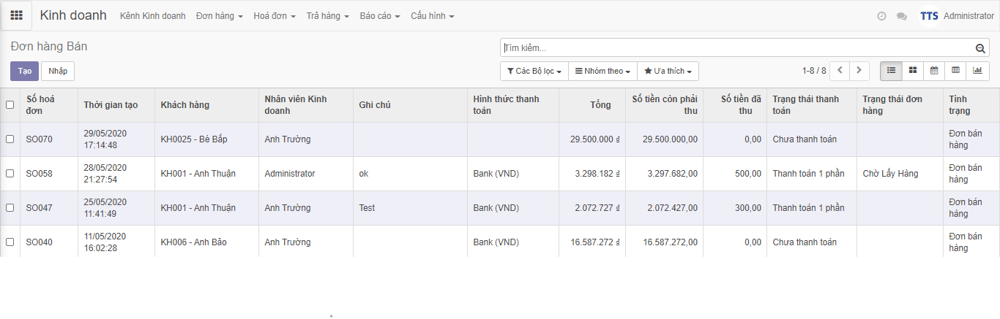 Kinh doanh Kênh Kinh doanh Đơn hàng Hoá đơn Trả hàng Báo cáo Cấu hình TTS Administrator
Đơn hàng Bán Tìm kiếm...
Tạo Nhập Các Bộ lọc Nhóm theo Ưa thích 1-8 / 8
Số hoá đơn Thời gian tạo Khách hàng Nhân viên Kinh doanh Ghi chú Hình thức thanh toán Tổng Số tiền còn phải thu Số tiền đã thu Trạng thái thanh toán Trạng thái đơn hàng Tình trạng
SO070 29/05/2020 17:14:48 KH0025 - Bé Bắp Anh Trường 29.500.000 ₫ 29.500.000,00 0,00 Chưa thanh toán Đơn bán hàng
SO058 28/05/2020 21:27:54 KH001 - Anh Thuận Administrator ok Bank (VND) 3.298.182 ₫ 3.297.682,00 500,00 Thanh toán 1 phần Chờ Lấy Hàng Đơn bán hàng
SO047 25/05/2020 11:41:49 KH001 - Anh Thuận Anh Trường Test Bank (VND) 2.072.727 ₫ 2.072.427,00 300,00 Thanh toán 1 phần Đơn bán hàng
SO040 11/05/2020 16:02:28 KH006 - Anh Bảo Anh Trường Bank (VND) 16.587.272 ₫ 16.587.272,00 0,00 Chưa thanh toán Đơn bán hàng